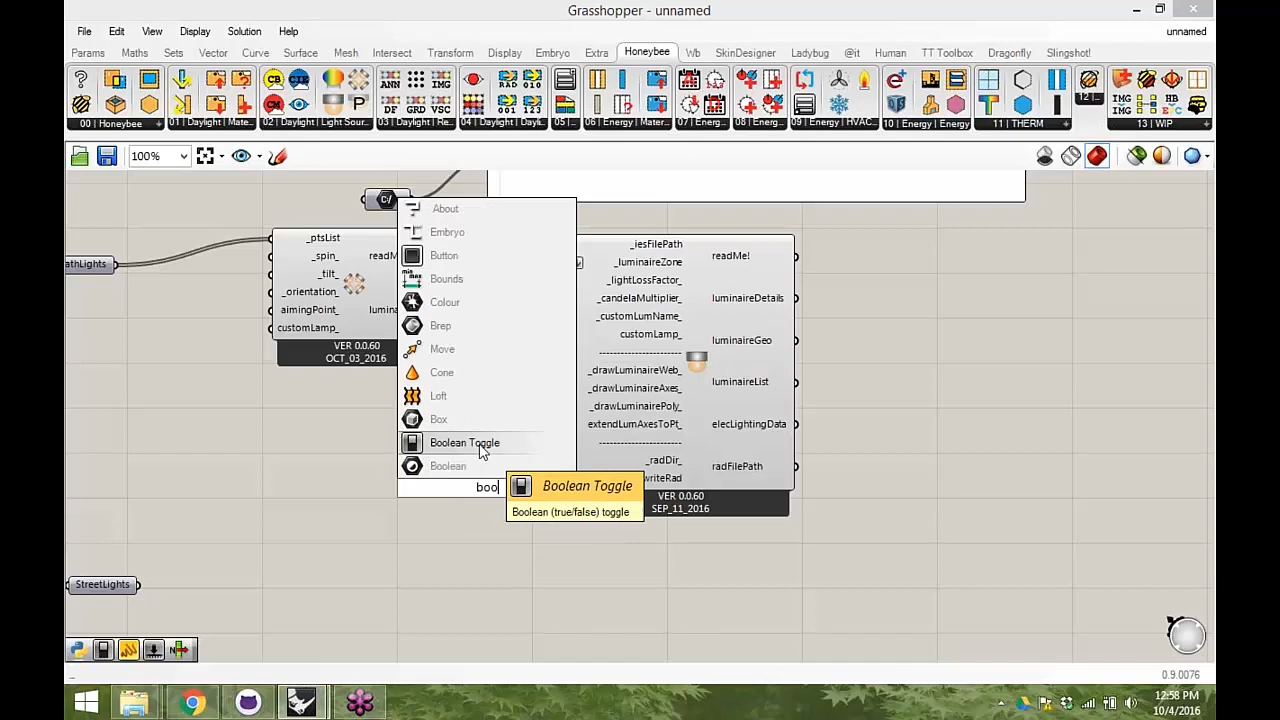 Grasshopper - unnamed
File Edit View Display Solution Help
unnamed
Params Maths Sets Vector Curve Surface Mesh Intersect Transform Display Embryo Extra Honeybee Wb SkinDesigner Ladybug @it Human TT Toolbox Dragonfly Slingshot!
00 | Honeybee
01 | Daylight | Mate...
02 | Daylight | Light Sour...
03 | Daylight | Re...
04 | Daylight | Dayli...
05 |...
06 | Energy | Mater...
07 | Energ...
08 | Energ...
09 | Energy | HVAC...
10 | Energy | Energy
11 | THERM
12 |...
13 | WIP
100%
C:/
_ptsList
_spin_
_tilt_
_orientation_
aimingPoint_
customLamp_
readM
lumina
VER 0.0.60
OCT_03_2016
athLights
About
Embryo
Button
Bounds
Colour
Brep
Move
Cone
Loft
Box
Boolean Toggle
Boolean
boo
Boolean Toggle
Boolean (true/false) toggle
_iesFilePath
_luminaireZone
_lightLossFactor_
_candelaMultiplier_
_customLumName_
customLamp_
--------------------
_drawLuminaireWeb_
_drawLuminaireAxes_
_drawLuminairePoly_
extendLumAxesToPt_
--------------------
_radDir_
writeRad
readMe!
luminaireDetails
luminaireGeo
luminaireList
elecLightingData
radFilePath
VER 0.0.60
SEP_11_2016
StreetLights
0.9.0076
12:58 PM
10/4/2016